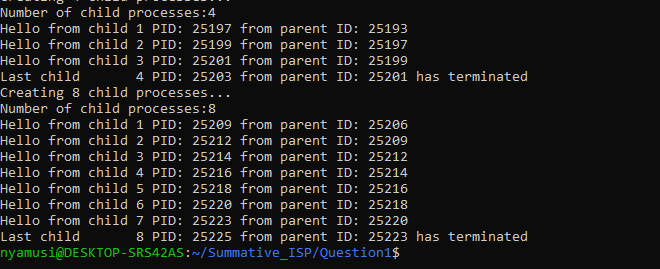 Creating 4 child processes...
Number of child processes:4
Hello from child 1 PID: 25197 from parent ID: 25193
Hello from child 2 PID: 25199 from parent ID: 25197
Hello from child 3 PID: 25201 from parent ID: 25199
Last child       4 PID: 25203 from parent ID: 25201 has terminated
Creating 8 child processes...
Number of child processes:8
Hello from child 1 PID: 25209 from parent ID: 25206
Hello from child 2 PID: 25212 from parent ID: 25209
Hello from child 3 PID: 25214 from parent ID: 25212
Hello from child 4 PID: 25216 from parent ID: 25214
Hello from child 5 PID: 25218 from parent ID: 25216
Hello from child 6 PID: 25220 from parent ID: 25218
Hello from child 7 PID: 25223 from parent ID: 25220
Last child       8 PID: 25225 from parent ID: 25223 has terminated
nyamusi@DESKTOP-SRS42AS:~/Summative_ISP/Question1$